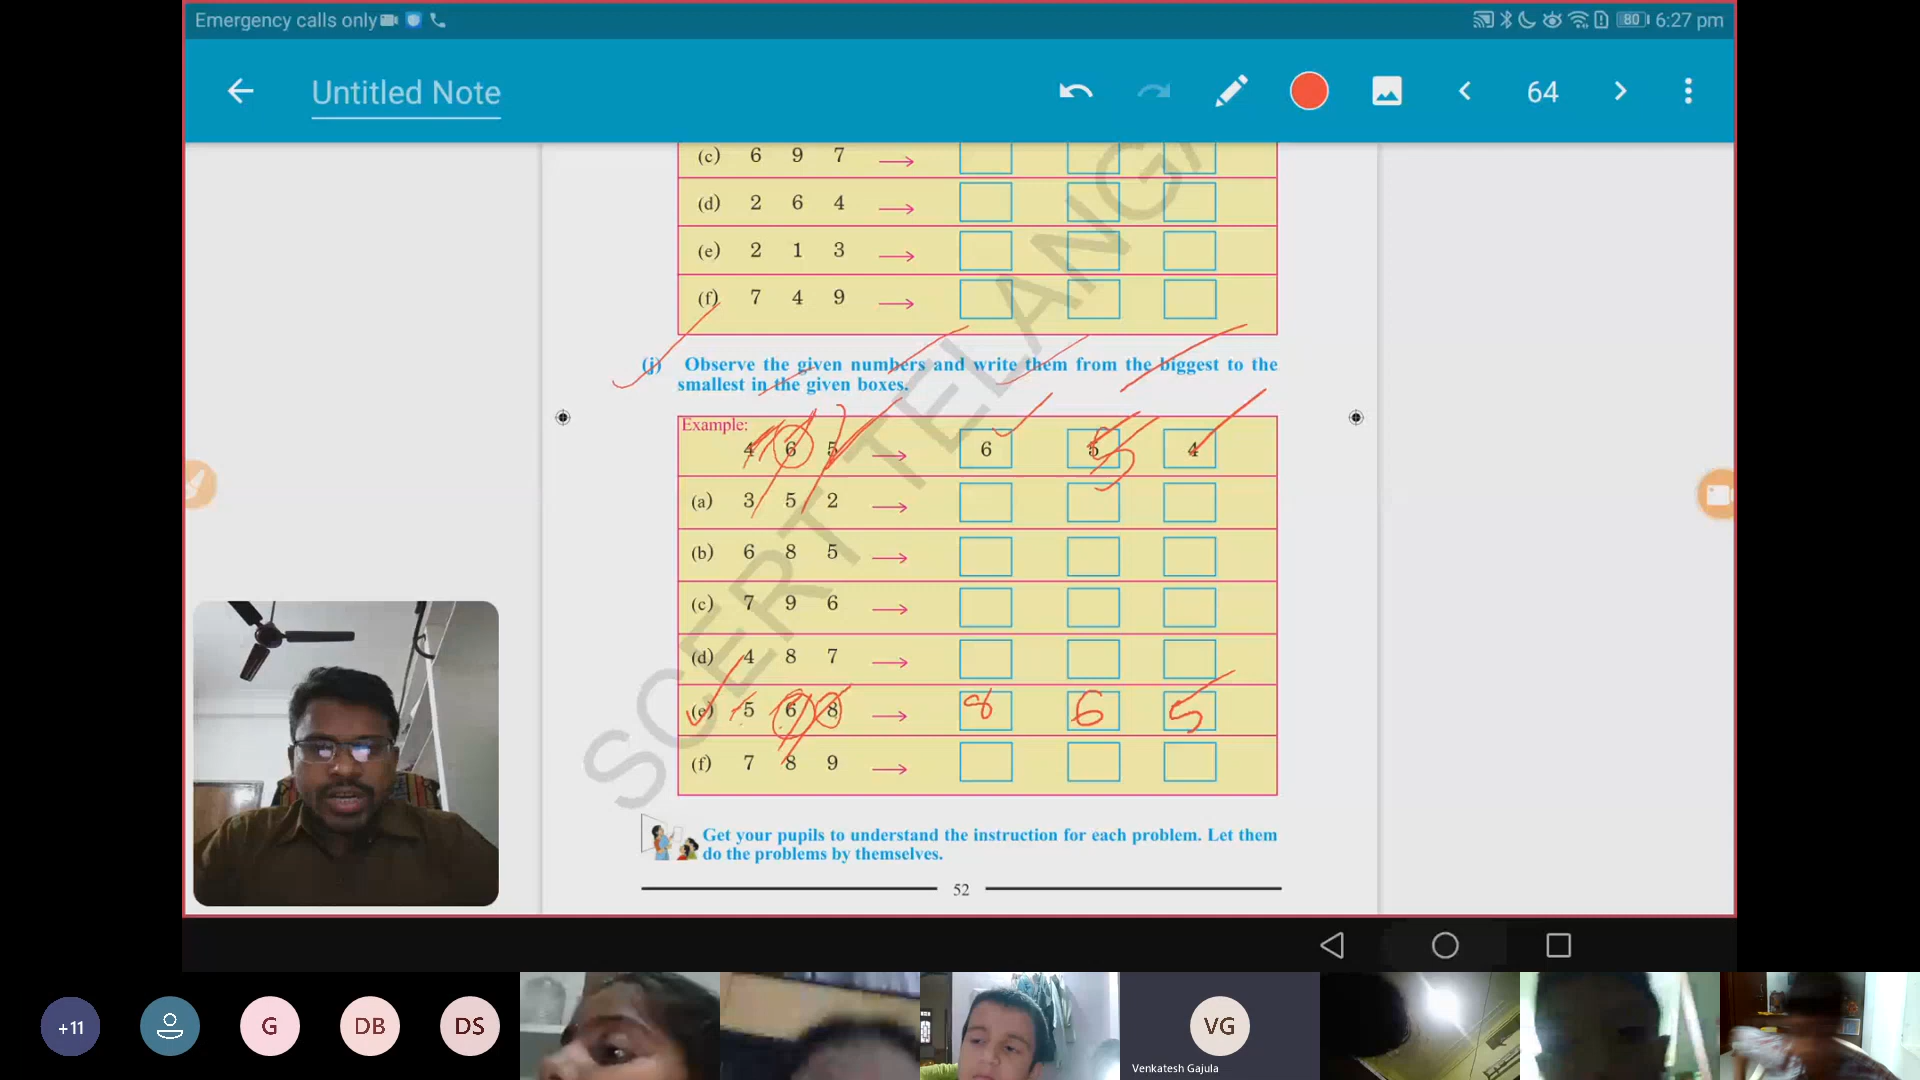 Emergency calls only 80 6:27 pm
Untitled Note 64
(c) 6 9 7
(d) 2 6 4
(e) 2 1 3
(f) 7 4 9
(j) Observe the given numbers and write them from the biggest to the
smallest in the given boxes.
Example:
4 6 5 6 5 4
(a) 3 5 2
(b) 6 8 5
(c) 7 9 6
(d) 4 8 7
(e) 5 6 8 8 6 5
(f) 7 8 9
SCERT TELANGA
Get your pupils to understand the instruction for each problem. Let them
do the problems by themselves.
52
+11 G DB DS VG
Venkatesh Gajula